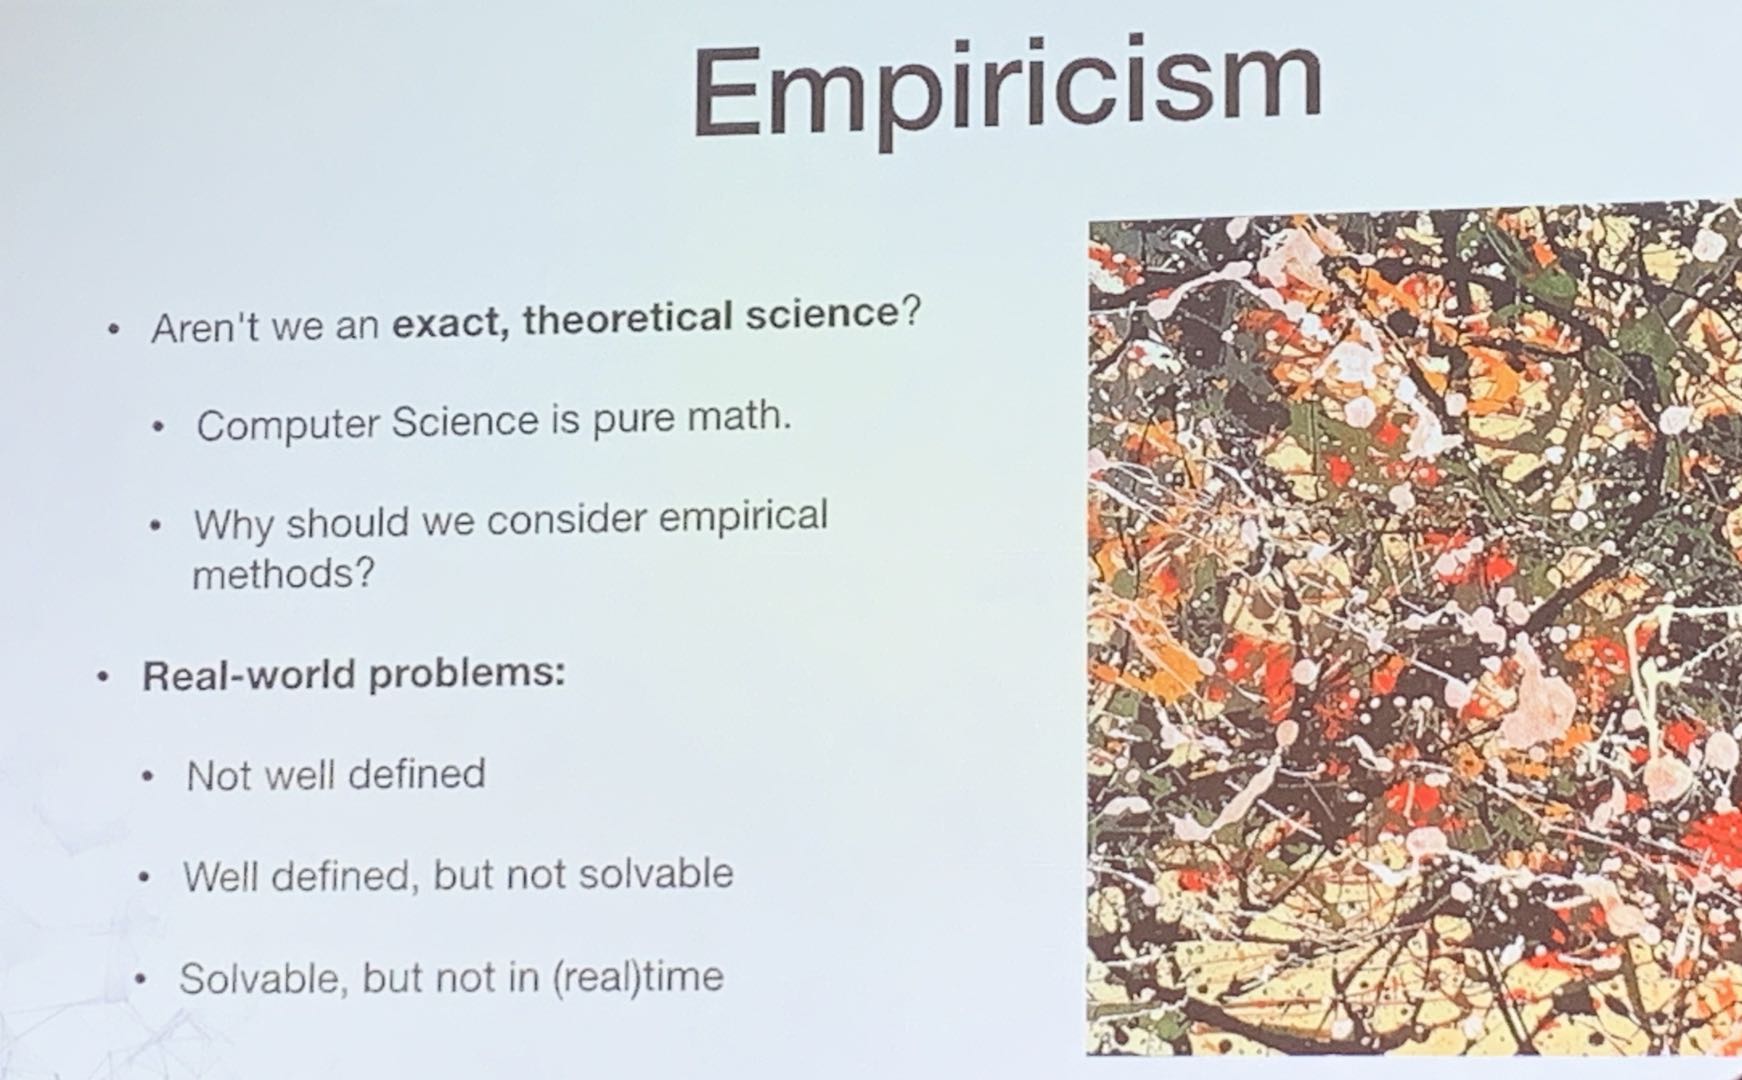 Empiricism
• Aren't we an exact, theoretical science?
• Computer Science is pure math.
• Why should we consider empirical
methods?
• Real-world problems:
• Not well defined
• Well defined, but not solvable
• Solvable, but not in (real)time